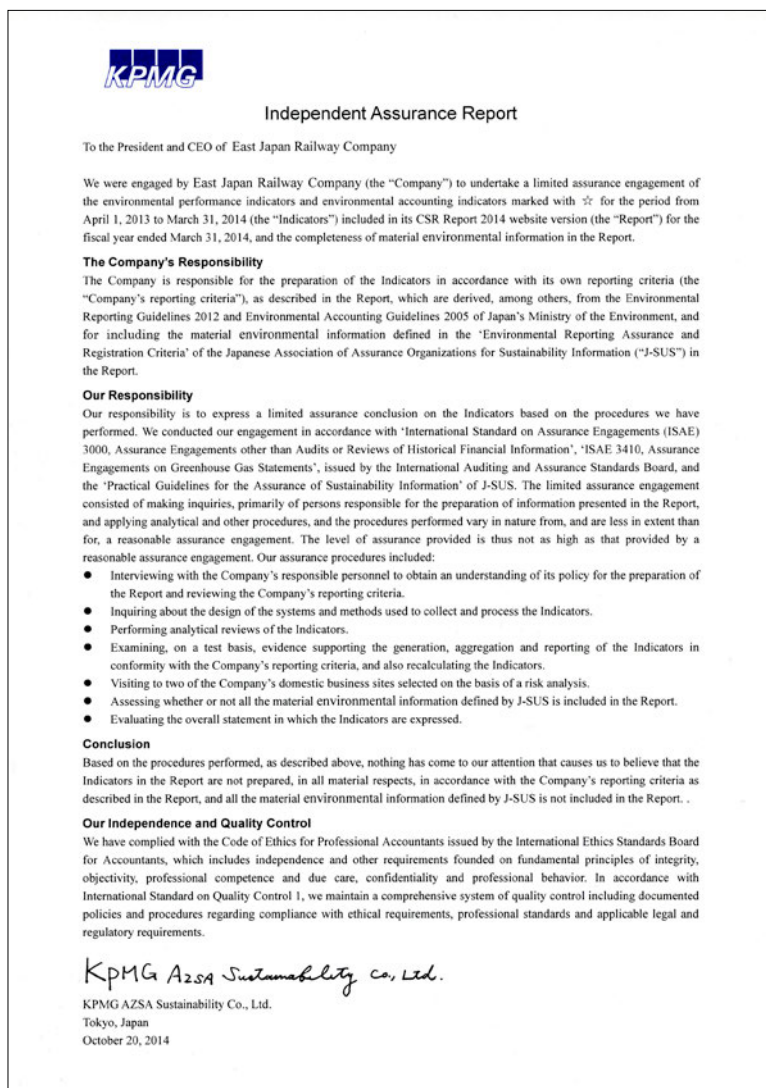 KPMG
Independent Assurance Report
To the President and CEO of East Japan Railway Company
We were engaged by East Japan Railway Company (the “Company”) to undertake a limited assurance engagement of
the environmental performance indicators and environmental accounting indicators marked with ☆ for the period from
April 1, 2013 to March 31, 2014 (the “Indicators”) included in its CSR Report 2014 website version (the “Report”) for the
fiscal year ended March 31, 2014, and the completeness of material environmental information in the Report.
The Company’s Responsibility
The Company is responsible for the preparation of the Indicators in accordance with its own reporting criteria (the
“Company’s reporting criteria”), as described in the Report, which are derived, among others, from the Environmental
Reporting Guidelines 2012 and Environmental Accounting Guidelines 2005 of Japan’s Ministry of the Environment, and
for including the material environmental information defined in the ‘Environmental Reporting Assurance and
Registration Criteria’ of the Japanese Association of Assurance Organizations for Sustainability Information (“J-SUS”) in
the Report.
Our Responsibility
Our responsibility is to express a limited assurance conclusion on the Indicators based on the procedures we have
performed. We conducted our engagement in accordance with ‘International Standard on Assurance Engagements (ISAE)
3000, Assurance Engagements other than Audits or Reviews of Historical Financial Information’, ‘ISAE 3410, Assurance
Engagements on Greenhouse Gas Statements’, issued by the International Auditing and Assurance Standards Board, and
the ‘Practical Guidelines for the Assurance of Sustainability Information’ of J-SUS. The limited assurance engagement
consisted of making inquiries, primarily of persons responsible for the preparation of information presented in the Report,
and applying analytical and other procedures, and the procedures performed vary in nature from, and are less in extent than
for, a reasonable assurance engagement. The level of assurance provided is thus not as high as that provided by a
reasonable assurance engagement. Our assurance procedures included:
● Interviewing with the Company’s responsible personnel to obtain an understanding of its policy for the preparation of
the Report and reviewing the Company’s reporting criteria.
● Inquiring about the design of the systems and methods used to collect and process the Indicators.
● Performing analytical reviews of the Indicators.
● Examining, on a test basis, evidence supporting the generation, aggregation and reporting of the Indicators in
conformity with the Company’s reporting criteria, and also recalculating the Indicators.
● Visiting to two of the Company’s domestic business sites selected on the basis of a risk analysis.
● Assessing whether or not all the material environmental information defined by J-SUS is included in the Report.
● Evaluating the overall statement in which the Indicators are expressed.
Conclusion
Based on the procedures performed, as described above, nothing has come to our attention that causes us to believe that the
Indicators in the Report are not prepared, in all material respects, in accordance with the Company’s reporting criteria as
described in the Report, and all the material environmental information defined by J-SUS is not included in the Report. .
Our Independence and Quality Control
We have complied with the Code of Ethics for Professional Accountants issued by the International Ethics Standards Board
for Accountants, which includes independence and other requirements founded on fundamental principles of integrity,
objectivity, professional competence and due care, confidentiality and professional behavior. In accordance with
International Standard on Quality Control 1, we maintain a comprehensive system of quality control including documented
policies and procedures regarding compliance with ethical requirements, professional standards and applicable legal and
regulatory requirements.
KPMG AZSA Sustainability Co., Ltd.
KPMG AZSA Sustainability Co., Ltd.
Tokyo, Japan
October 20, 2014